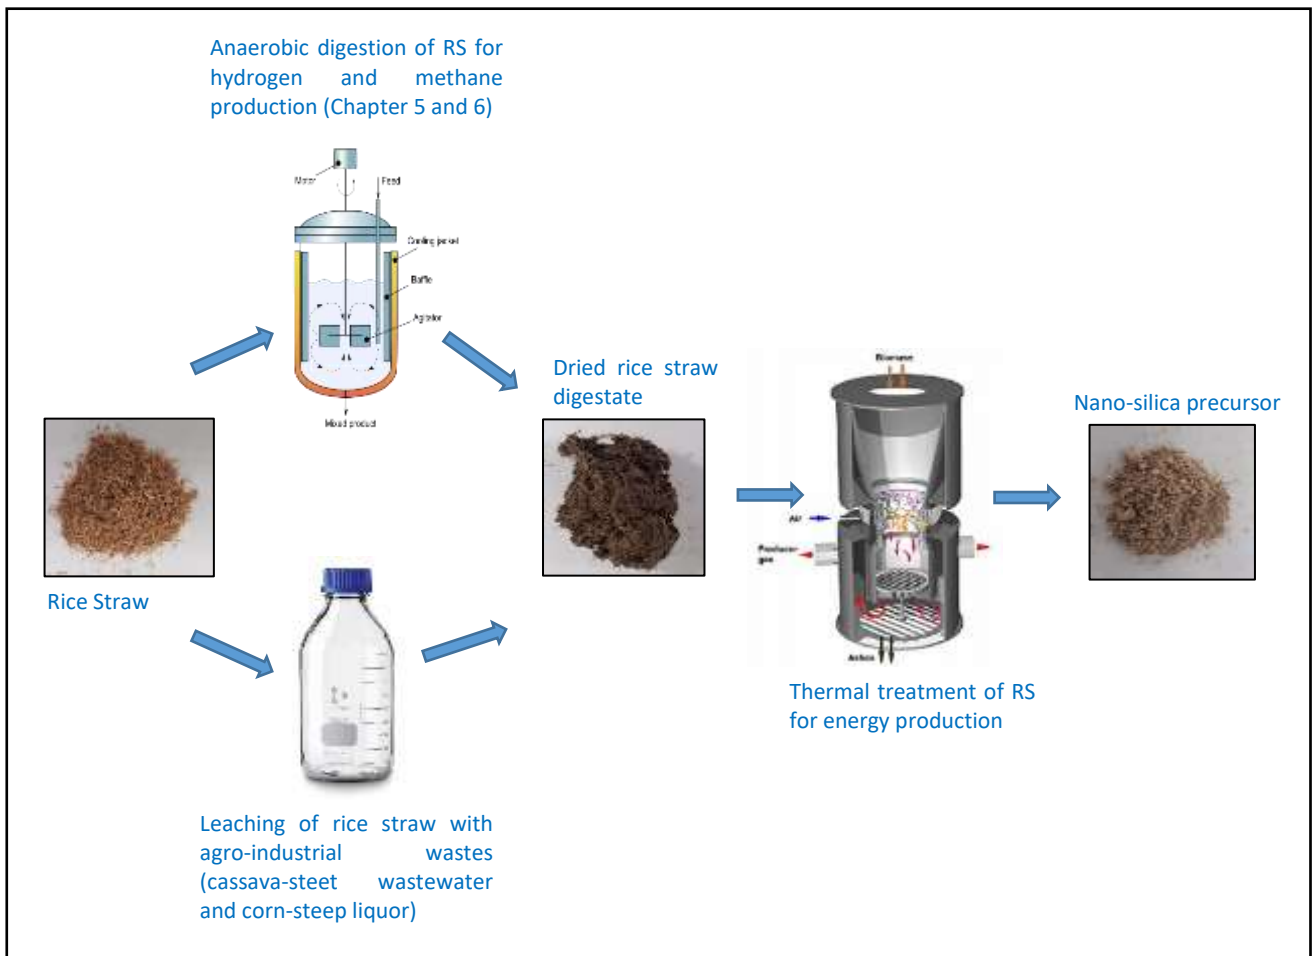 Anaerobic digestion of RS for
hydrogen and methane
production (Chapter 5 and 6)
Motor
Feed
Cooling jacket
Baffle
Agitator
Mixed product
Rice Straw
Leaching of rice straw with
agro-industrial wastes
(cassava-steet wastewater
and corn-steep liquor)
Dried rice straw
digestate
Biomass
Air
Producer
gas
Ashes
Thermal treatment of RS
for energy production
Nano-silica precursor